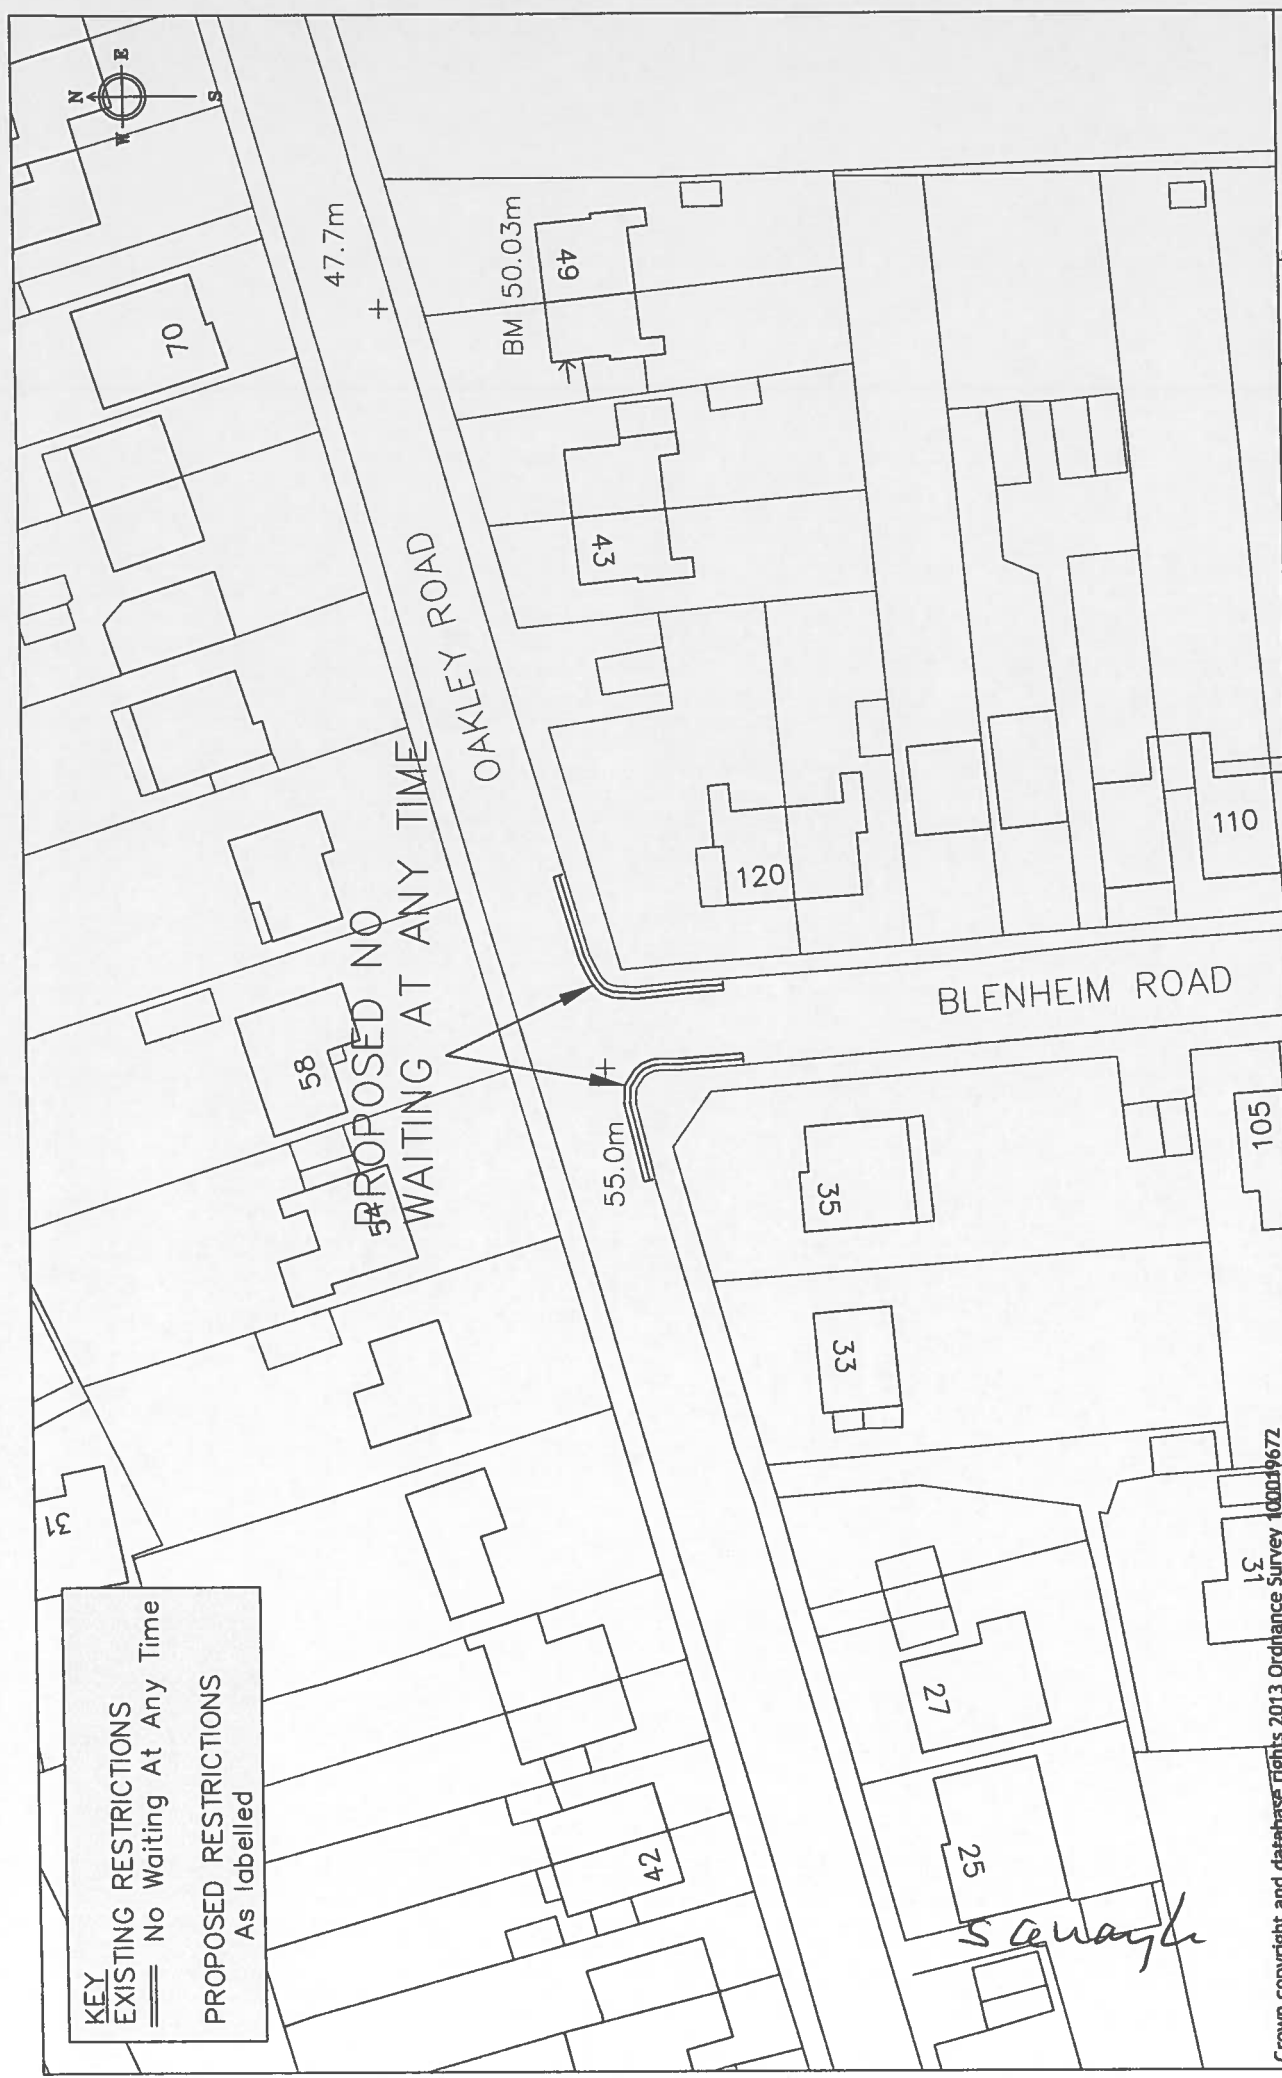 KEY
EXISTING RESTRICTIONS
No Waiting At Any Time
PROPOSED RESTRICTIONS
As labelled
N
E
S
W
PROPOSED NO
WAITING AT ANY TIME
OAKLEY ROAD
BLENHEIM ROAD
47.7m
BM 50.03m
55.0m
70
58
54
42
31
49
43
120
110
105
35
33
31
27
25
Crown copyright and database rights 2013 Ordnance Survey 100019672